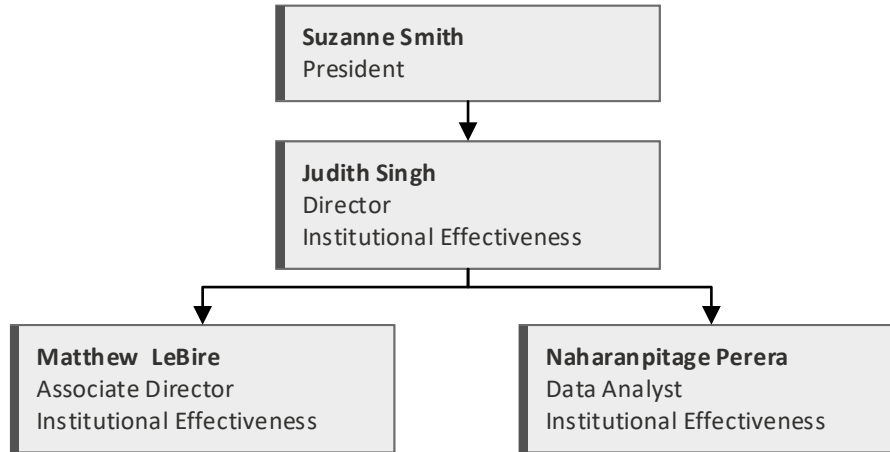 Suzanne Smith
President
Judith Singh
Director
Institutional Effectiveness
Matthew LeBire
Associate Director
Institutional Effectiveness
Naharanpitage Perera
Data Analyst
Institutional Effectiveness